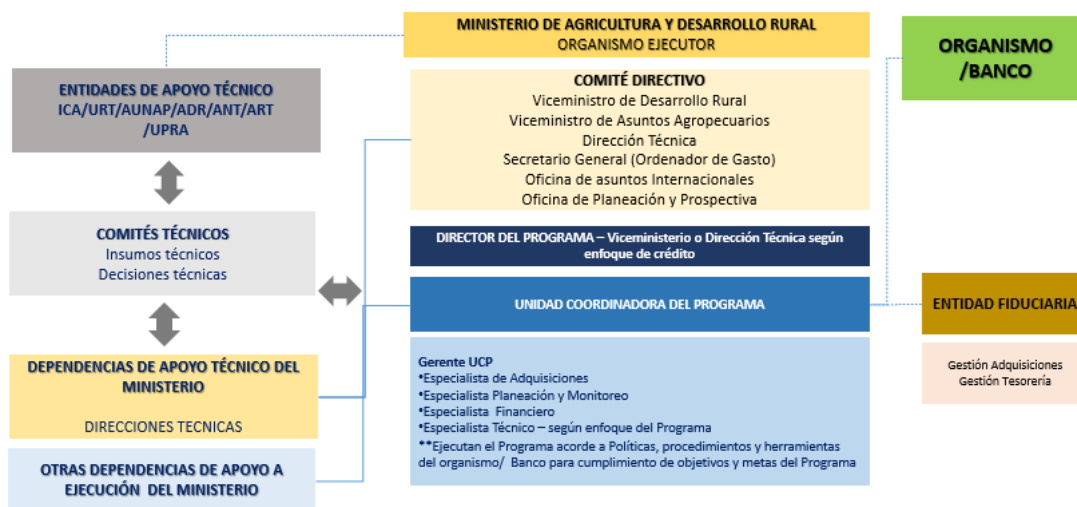 MINISTERIO DE AGRICULTURA Y DESARROLLO RURAL
ORGANISMO EJECUTOR
ORGANISMO
/BANCO
ENTIDADES DE APOYO TÉCNICO
ICA/URT/AUNAP/ADR/ANT/ART
/UPRA
COMITÉ DIRECTIVO
Viceministro de Desarrollo Rural
Viceministro de Asuntos Agropecuarios
Dirección Técnica
Secretario General (Ordenador de Gasto)
Oficina de asuntos Internacionales
Oficina de Planeación y Prospectiva
COMITÉS TÉCNICOS
Insumos técnicos
Decisiones técnicas
DIRECTOR DEL PROGRAMA – Viceministerio o Dirección Técnica según
enfoque de crédito
UNIDAD COORDINADORA DEL PROGRAMA
ENTIDAD FIDUCIARIA
Gestión Adquisiciones
Gestión Tesorería
DEPENDENCIAS DE APOYO TÉCNICO DEL
MINISTERIO
DIRECCIONES TECNICAS
Gerente UCP
•Especialista de Adquisiciones
•Especialista Planeación y Monitoreo
•Especialista Financiero
•Especialista Técnico – según enfoque del Programa
**Ejecutan el Programa acorde a Políticas, procedimientos y herramientas
del organismo/ Banco para cumplimiento de objetivos y metas del Programa
OTRAS DEPENDENCIAS DE APOYO A
EJECUCIÓN DEL MINISTERIO